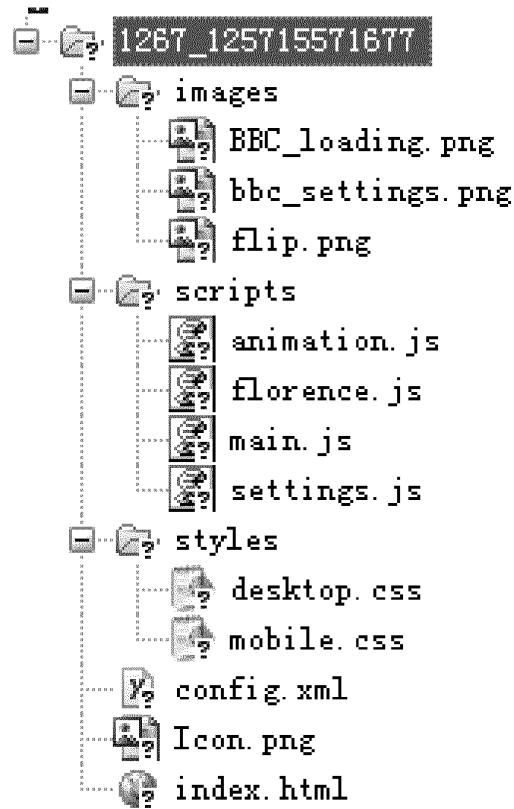 1267_125715571677
images
BBC_loading.png
bbc_settings.png
flip.png
scripts
animation.js
florence.js
main.js
settings.js
styles
desktop.css
mobile.css
config.xml
Icon.png
index.html